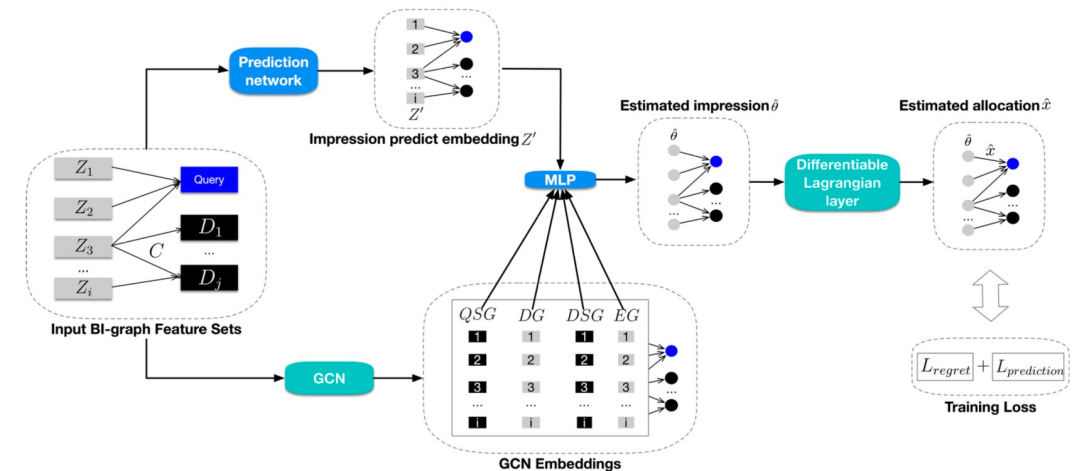 Prediction
network
1
2
3
...
i
...
Z'
Impression predict embedding Z'
Z₁
Z₂
Z₃
...
Zᵢ
C
Query
D₁
...
Dⱼ
Input BI-graph Feature Sets
GCN
QSG DG DSG EG
1 1 1 1
2 2 2 2
3 3 3 3
... ... ... ...
i i i i
...
GCN Embeddings
MLP
Estimated impression θ̂
θ̂
...
...
Differentiable
Lagrangian
layer
Estimated allocation x̂
θ̂ x̂
...
...
L_regret + L_prediction
Training Loss